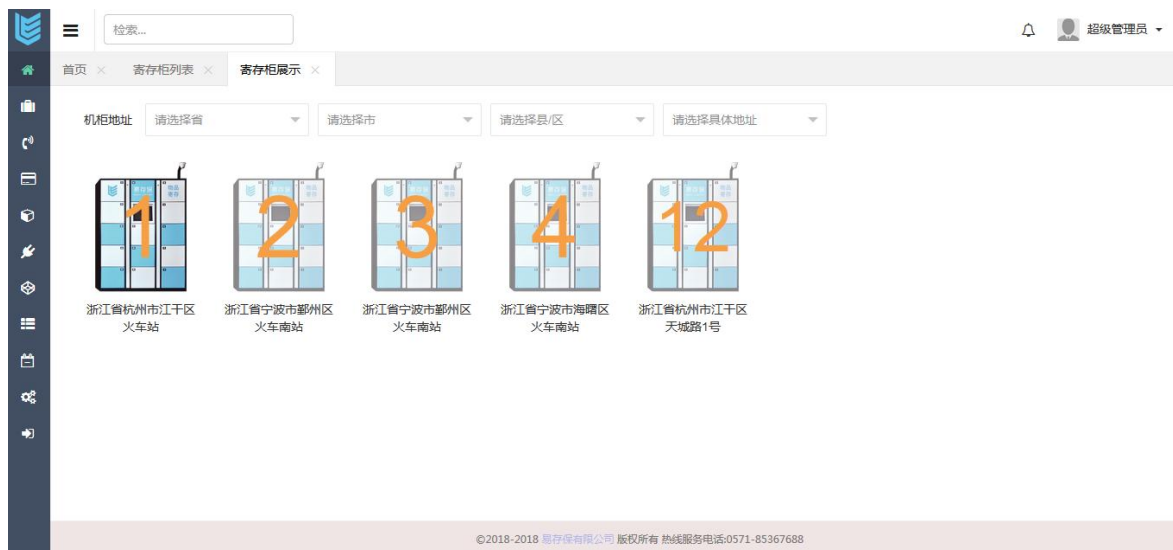 检索...
超级管理员
首页 × 寄存柜列表 × 寄存柜展示 ×
机柜地址 请选择省 请选择市 请选择县/区 请选择具体地址
1 2 3 4 12
浙江省杭州市江干区 浙江省宁波市鄞州区 浙江省宁波市鄞州区 浙江省宁波市海曙区 浙江省杭州市江干区
火车站 火车南站 火车南站 火车南站 天城路1号
©2018-2018 易存保有限公司 版权所有 热线服务电话:0571-85367688